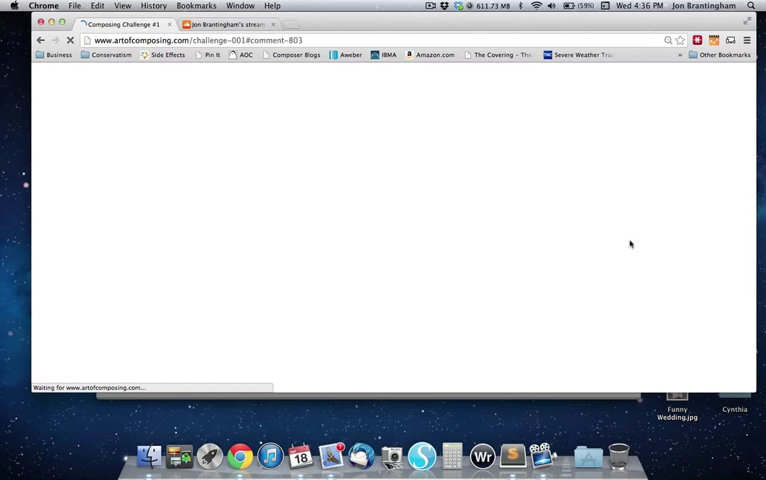 Chrome File Edit View History Bookmarks Window Help 611.73 MB (59%) Wed 4:36 PM Jon Brantingham
Composing Challenge #1 × Jon Brantingham's stream ×
www.artofcomposing.com/challenge-001#comment-803
Business Conservatism Side Effects Pin It AOC Composer Blogs Aweber IBMA Amazon.com The Covering – The Severe Weather » Other Bookmarks
Waiting for www.artofcomposing.com...
Funny Cynthia
Wedding.jpg
18
Wr
S